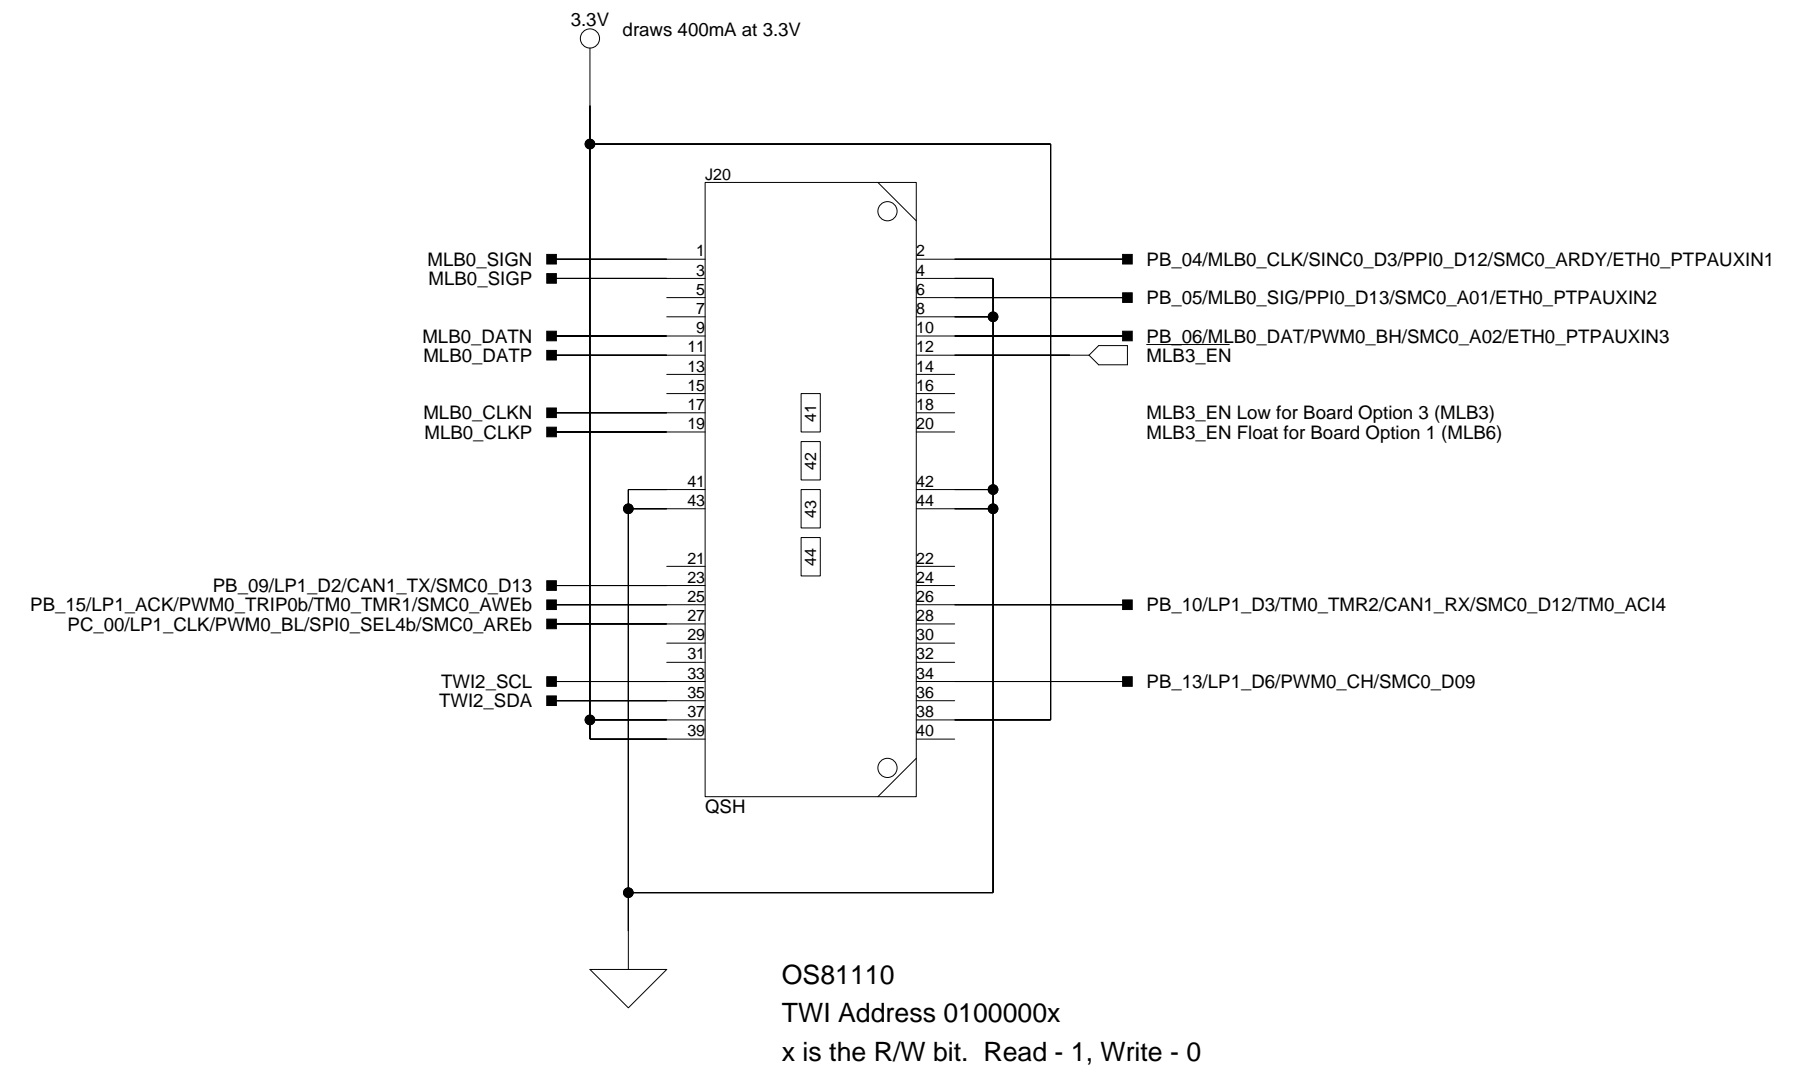 3.3V
draws 400mA at 3.3V
J20
MLB0_SIGN 1
2 PB_04/MLB0_CLK/SINC0_D3/PPI0_D12/SMC0_ARDY/ETH0_PTPAUXIN1
MLB0_SIGP 3
4
5
6 PB_05/MLB0_SIG/PPI0_D13/SMC0_A01/ETH0_PTPAUXIN2
7
8
MLB0_DATN 9
10 PB_06/MLB0_DAT/PWM0_BH/SMC0_A02/ETH0_PTPAUXIN3
MLB0_DATP 11
12 MLB3_EN
13
14
15
16
MLB0_CLKN 17
18
MLB3_EN Low for Board Option 3 (MLB3)
MLB0_CLKP 19
20
MLB3_EN Float for Board Option 1 (MLB6)
41
42
43
44
41
42
43
44
21
22
PB_09/LP1_D2/CAN1_TX/SMC0_D13 23
24
PB_15/LP1_ACK/PWM0_TRIP0b/TM0_TMR1/SMC0_AWEb 25
26 PB_10/LP1_D3/TM0_TMR2/CAN1_RX/SMC0_D12/TM0_ACI4
PC_00/LP1_CLK/PWM0_BL/SPI0_SEL4b/SMC0_AREb 27
28
29
30
31
32
TWI2_SCL 33
34 PB_13/LP1_D6/PWM0_CH/SMC0_D09
TWI2_SDA 35
36
37
38
39
40
QSH
OS81110
TWI Address 0100000x
x is the R/W bit.  Read - 1, Write - 0